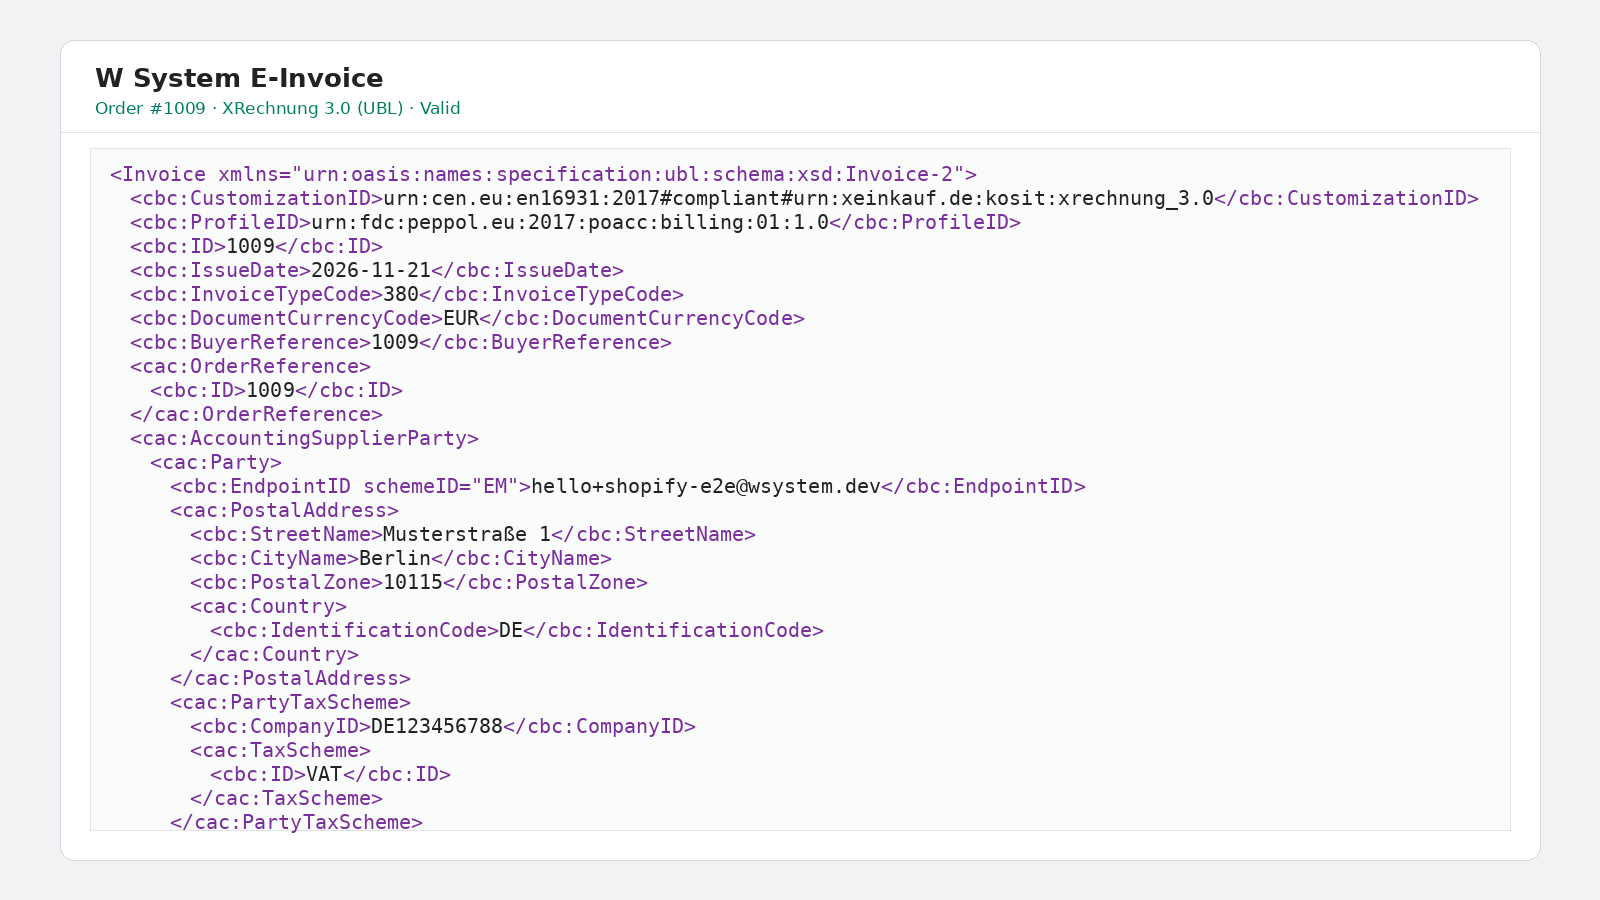 W System E-Invoice
Order #1009 · XRechnung 3.0 (UBL) · Valid
<Invoice xmlns="urn:oasis:names:specification:ubl:schema:xsd:Invoice-2">
<cbc:CustomizationID>urn:cen.eu:en16931:2017#compliant#urn:xeinkauf.de:kosit:xrechnung_3.0</cbc:CustomizationID>
<cbc:ProfileID>urn:fdc:peppol.eu:2017:poacc:billing:01:1.0</cbc:ProfileID>
<cbc:ID>1009</cbc:ID>
<cbc:IssueDate>2026-11-21</cbc:IssueDate>
<cbc:InvoiceTypeCode>380</cbc:InvoiceTypeCode>
<cbc:DocumentCurrencyCode>EUR</cbc:DocumentCurrencyCode>
<cbc:BuyerReference>1009</cbc:BuyerReference>
<cac:OrderReference>
<cbc:ID>1009</cbc:ID>
</cac:OrderReference>
<cac:AccountingSupplierParty>
<cac:Party>
<cbc:EndpointID schemeID="EM">hello+shopify-e2e@wsystem.dev</cbc:EndpointID>
<cac:PostalAddress>
<cbc:StreetName>Musterstraße 1</cbc:StreetName>
<cbc:CityName>Berlin</cbc:CityName>
<cbc:PostalZone>10115</cbc:PostalZone>
<cac:Country>
<cbc:IdentificationCode>DE</cbc:IdentificationCode>
</cac:Country>
</cac:PostalAddress>
<cac:PartyTaxScheme>
<cbc:CompanyID>DE123456788</cbc:CompanyID>
<cac:TaxScheme>
<cbc:ID>VAT</cbc:ID>
</cac:TaxScheme>
</cac:PartyTaxScheme>